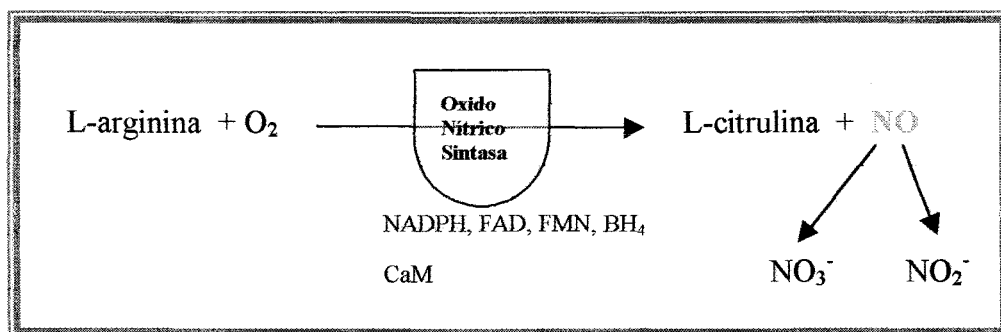 L-arginina + O₂
Oxido
Nítrico
Sintasa
L-citrulina + NO
NADPH, FAD, FMN, BH₄
CaM
NO₃⁻ NO₂⁻